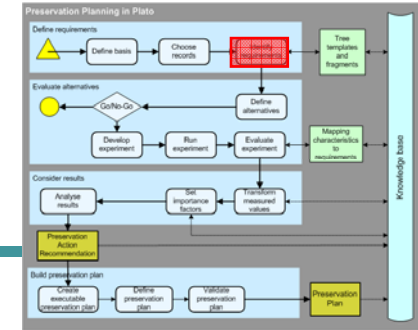 Preservation Planning in Plato
Define requirements
Define basis
Choose
records
Tree
templates
and
fragments
Evaluate alternatives
Go/No-Go
Define
alternatives
Develop
experiment
Run
experiment
Evaluate
experiment
Mapping
characteristics
to
requirements
Knowledge base
Consider results
Analyse
results
Set
importance
factors
Transform
measured
values
Preservation
Action
Recommendation
Build preservation plan
Create
executable
preservation plan
Define
preservation
plan
Validate
preservation
plan
Preservation
Plan